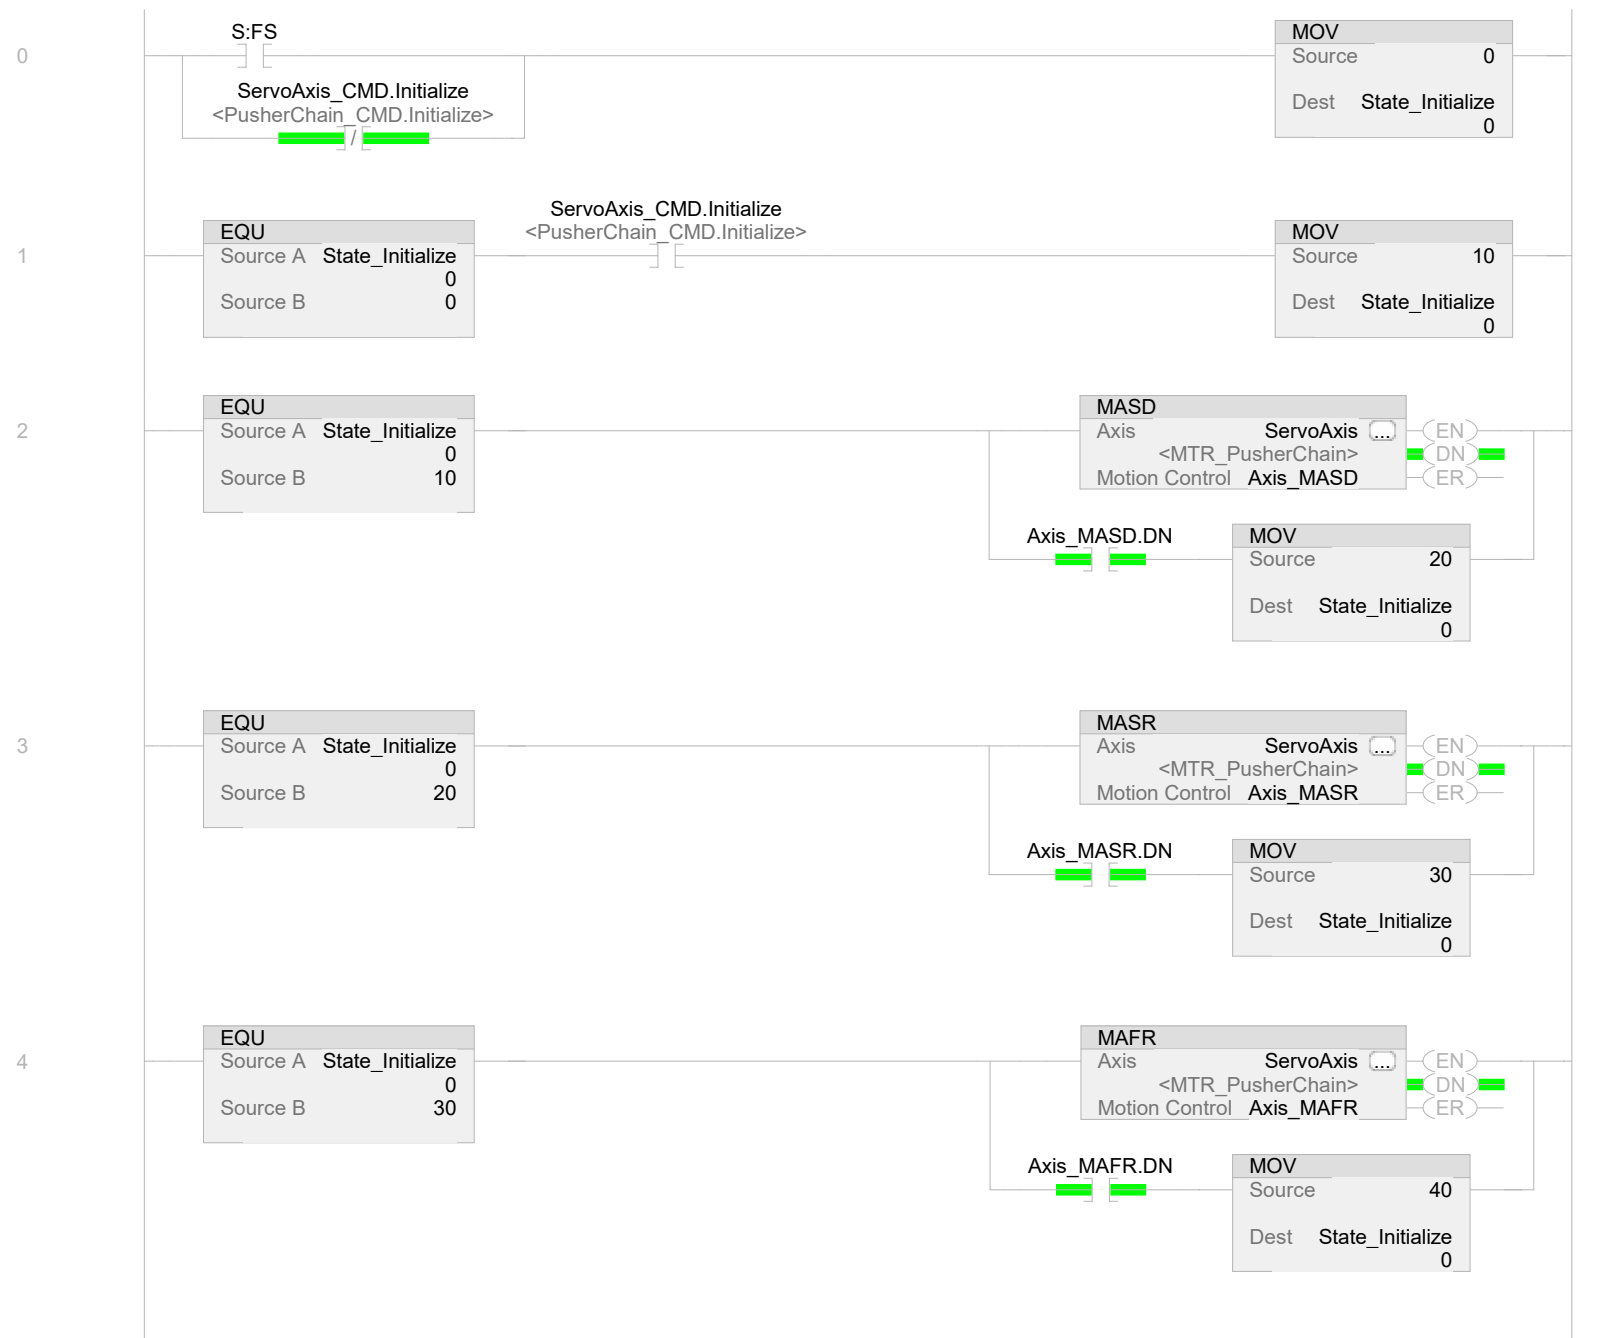 0
S:FS
ServoAxis_CMD.Initialize
<PusherChain_CMD.Initialize>
/
MOV
Source 0
Dest State_Initialize
0
1
EQU
Source A State_Initialize
0
Source B 0
ServoAxis_CMD.Initialize
<PusherChain_CMD.Initialize>
MOV
Source 10
Dest State_Initialize
0
2
EQU
Source A State_Initialize
0
Source B 10
MASD
Axis ServoAxis ... EN
<MTR_PusherChain> DN
Motion Control Axis_MASD ER
Axis_MASD.DN
MOV
Source 20
Dest State_Initialize
0
3
EQU
Source A State_Initialize
0
Source B 20
MASR
Axis ServoAxis ... EN
<MTR_PusherChain> DN
Motion Control Axis_MASR ER
Axis_MASR.DN
MOV
Source 30
Dest State_Initialize
0
4
EQU
Source A State_Initialize
0
Source B 30
MAFR
Axis ServoAxis ... EN
<MTR_PusherChain> DN
Motion Control Axis_MAFR ER
Axis_MAFR.DN
MOV
Source 40
Dest State_Initialize
0